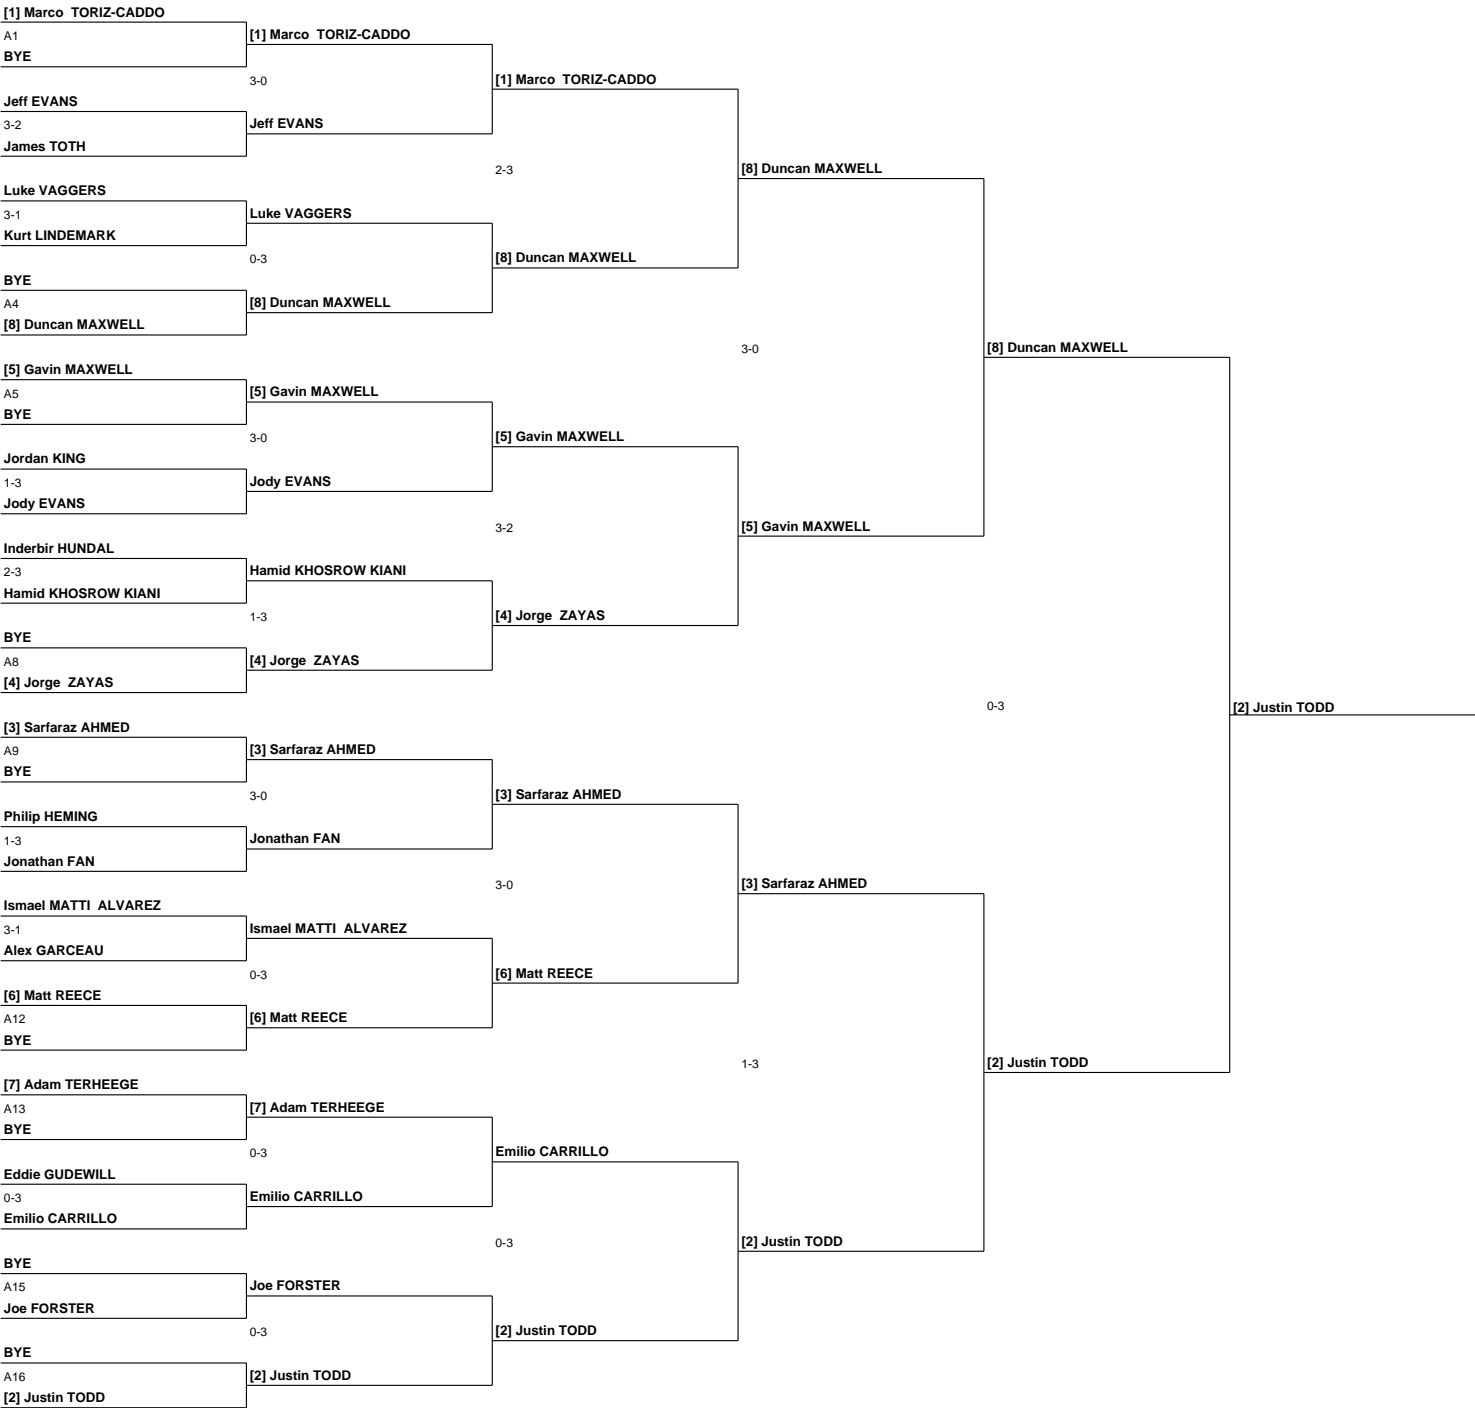 [1] Marco  TORIZ-CADDO
A1
BYE
Jeff EVANS
3-2
James TOTH
Luke VAGGERS
3-1
Kurt LINDEMARK
BYE
A4
[8] Duncan MAXWELL
[5] Gavin MAXWELL
A5
BYE
Jordan KING
1-3
Jody EVANS
Inderbir HUNDAL
2-3
Hamid KHOSROW KIANI
BYE
A8
[4] Jorge  ZAYAS
[3] Sarfaraz AHMED
A9
BYE
Philip HEMING
1-3
Jonathan FAN
Ismael MATTI  ALVAREZ
3-1
Alex GARCEAU
[6] Matt REECE
A12
BYE
[7] Adam TERHEEGE
A13
BYE
Eddie GUDEWILL
0-3
Emilio CARRILLO
BYE
A15
Joe FORSTER
BYE
A16
[2] Justin TODD
[1] Marco  TORIZ-CADDO
3-0
Jeff EVANS
Luke VAGGERS
0-3
[8] Duncan MAXWELL
[5] Gavin MAXWELL
3-0
Jody EVANS
Hamid KHOSROW KIANI
1-3
[4] Jorge  ZAYAS
[3] Sarfaraz AHMED
3-0
Jonathan FAN
Ismael MATTI  ALVAREZ
0-3
[6] Matt REECE
[7] Adam TERHEEGE
0-3
Emilio CARRILLO
Joe FORSTER
0-3
[2] Justin TODD
[1] Marco  TORIZ-CADDO
2-3
[8] Duncan MAXWELL
[5] Gavin MAXWELL
3-2
[4] Jorge  ZAYAS
[3] Sarfaraz AHMED
3-0
[6] Matt REECE
Emilio CARRILLO
0-3
[2] Justin TODD
[8] Duncan MAXWELL
3-0
[5] Gavin MAXWELL
[3] Sarfaraz AHMED
1-3
[2] Justin TODD
[8] Duncan MAXWELL
0-3
[2] Justin TODD
[2] Justin TODD